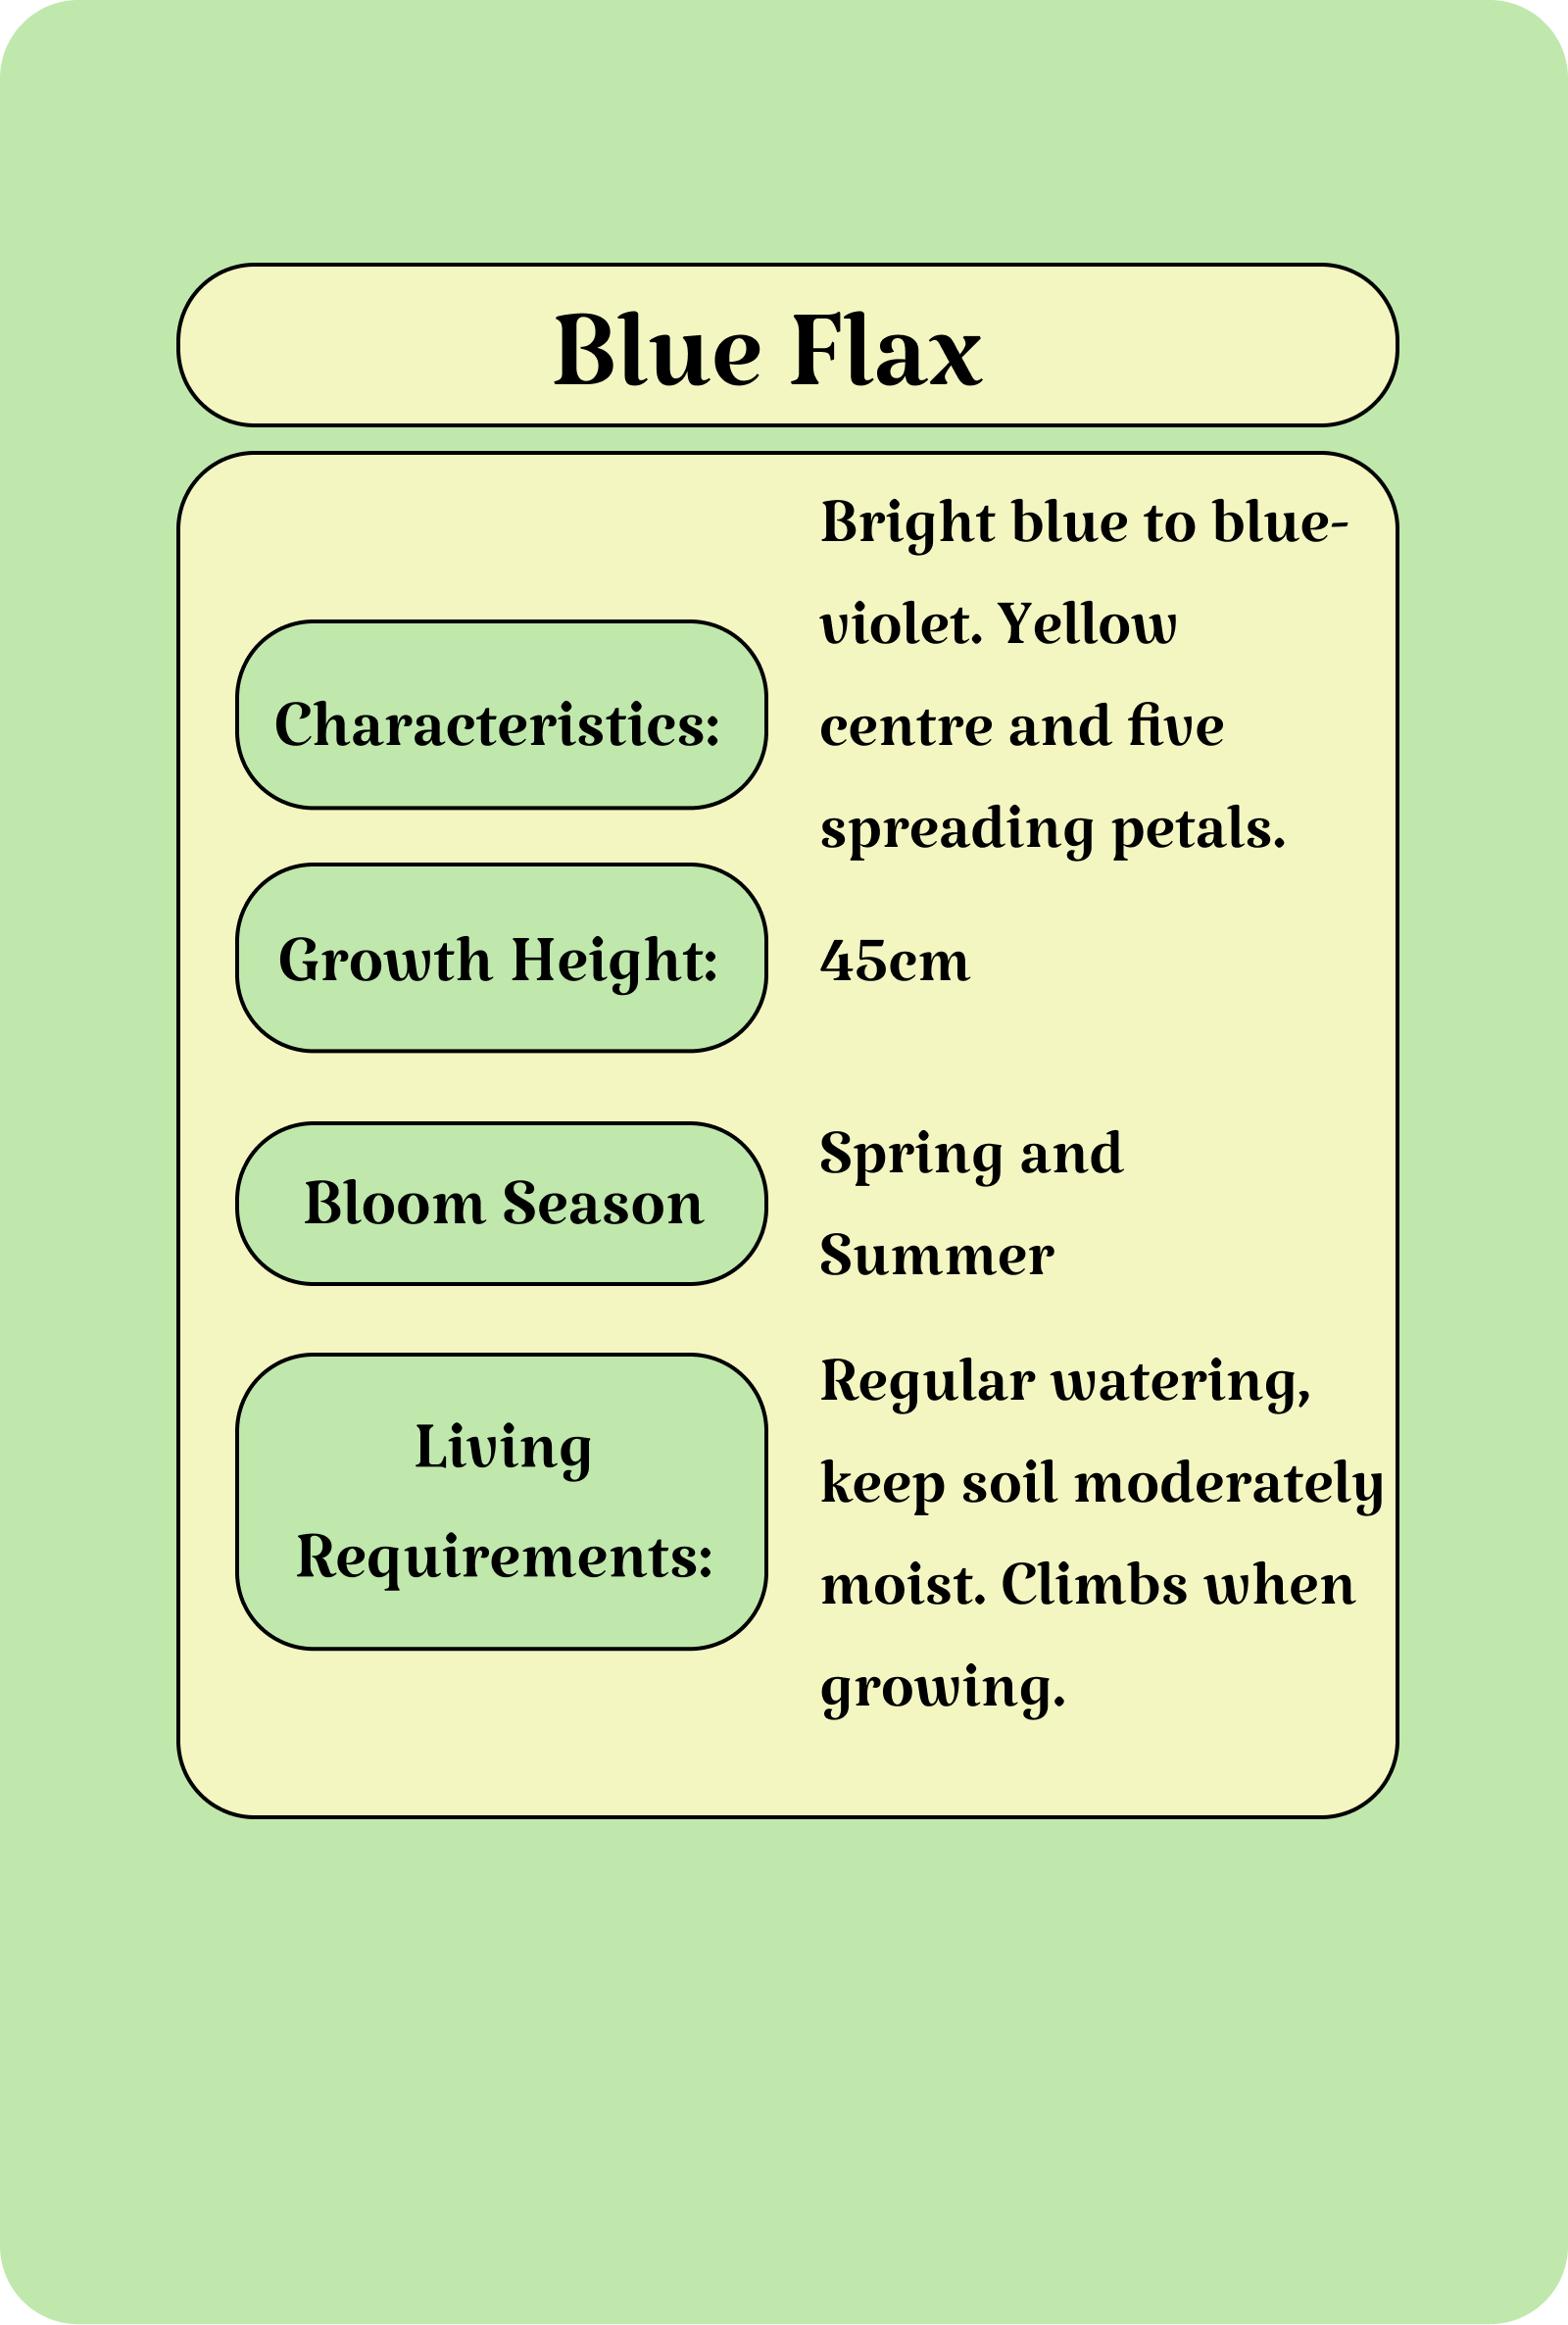 Blue Flax
Characteristics:
Bright blue to blue-
violet. Yellow
centre and five
spreading petals.
Growth Height:
45cm
Bloom Season
Spring and
Summer
Living
Requirements:
Regular watering,
keep soil moderately
moist. Climbs when
growing.